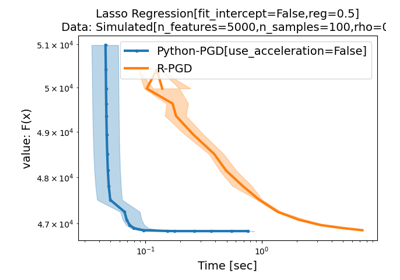 Lasso Regression[fit_intercept=False,reg=0.5]
Data: Simulated[n_features=5000,n_samples=100,rho=0
5.1 × 10⁴
Python-PGD[use_acceleration=False]
R-PGD
5 × 10⁴
4.9 × 10⁴
4.8 × 10⁴
4.7 × 10⁴
value: F(x)
10⁻¹
10⁰
Time [sec]